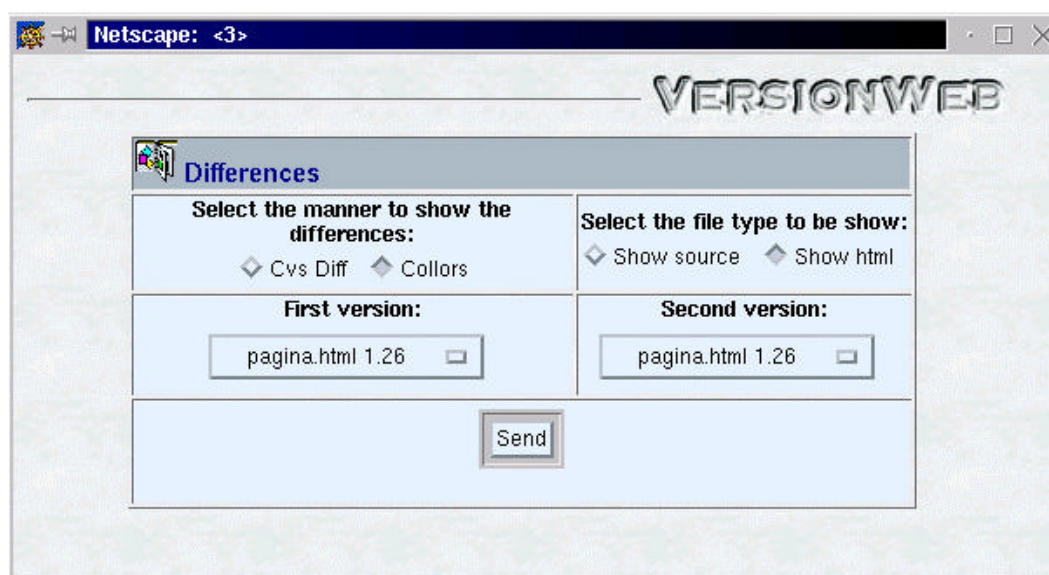 Netscape: <3>
VERSIONWEB
Differences
Select the manner to show the
differences:
Cvs Diff Collors
Select the file type to be show:
Show source Show html
First version:
pagina.html 1.26
Second version:
pagina.html 1.26
Send